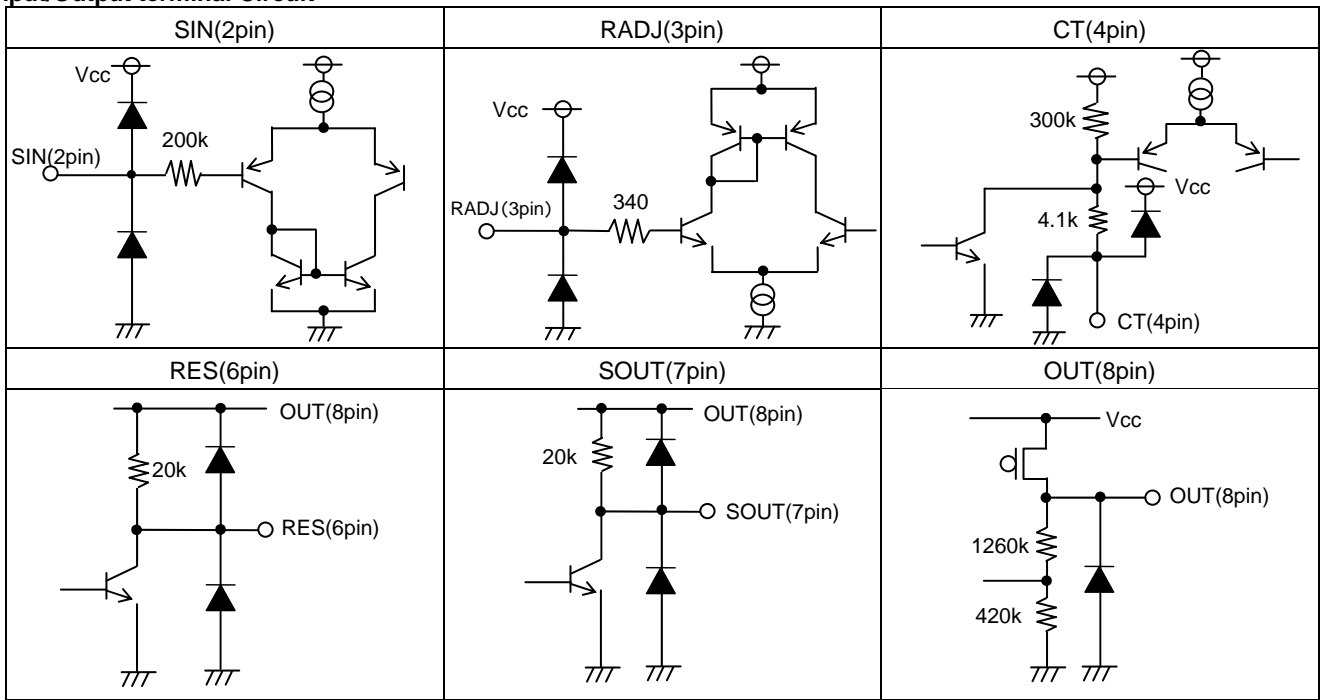 SIN(2pin)
RADJ(3pin)
CT(4pin)
Vcc
200k
SIN(2pin)
Vcc
340
RADJ(3pin)
300k
Vcc
4.1k
CT(4pin)
RES(6pin)
SOUT(7pin)
OUT(8pin)
OUT(8pin)
20k
RES(6pin)
OUT(8pin)
20k
SOUT(7pin)
Vcc
OUT(8pin)
1260k
420k